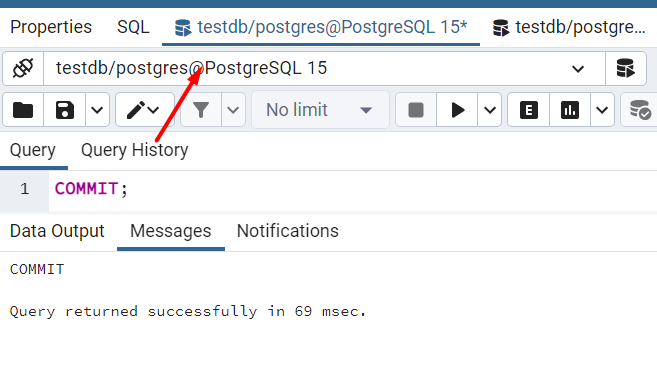 Properties SQL testdb/postgres@PostgreSQL 15* testdb/postgre...
testdb/postgres@PostgreSQL 15
No limit E
Query Query History
1 COMMIT;
Data Output Messages Notifications
COMMIT
Query returned successfully in 69 msec.